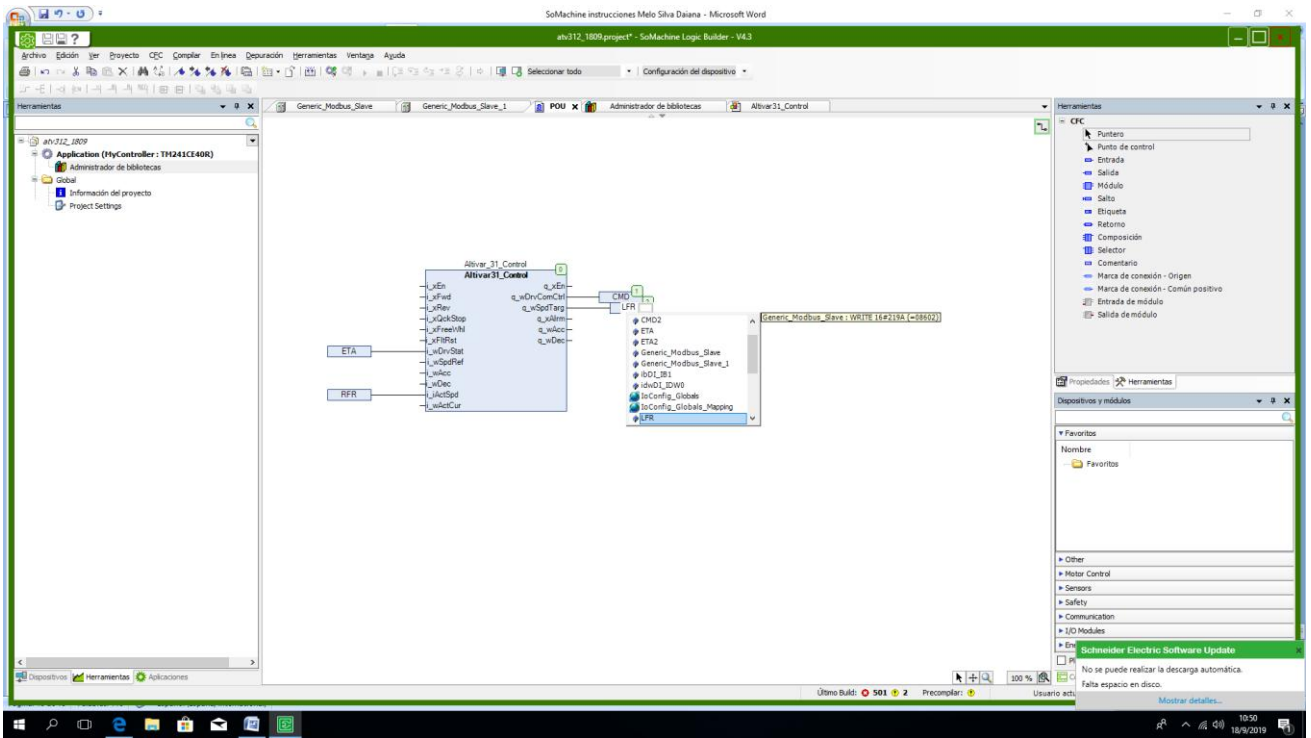 SoMachine instrucciones Melo Silva Daiana - Microsoft Word
atv312_1809.project* - SoMachine Logic Builder - V4.3
Archivo Edición Ver Proyecto CFC Compilar En línea Depuración Herramientas Ventana Ayuda
Seleccionar todo Configuración del dispositivo
Herramientas
atv312_1809
Application (MyController : TM241CE40R)
Administrador de bibliotecas
Global
Información del proyecto
Project Settings
Dispositivos Herramientas Aplicaciones
Generic_Modbus_Slave Generic_Modbus_Slave_1 POU X Administrador de bibliotecas Altivar31_Control
Altivar_31_Control
Altivar31_Control
0
i_xEn q_xEn
i_xFwd q_wDrvComCtrl
i_xRev q_wSpdTarg
i_xQckStop q_xAlrm
i_xFreeWhl q_wAcc
i_xFltRst q_wDec
i_wDrvStat
i_wSpdRef
i_wAcc
i_wDec
i_iActSpd
i_wActCur
ETA
RFR
CMD 1
LFR
CMD2
ETA
ETA2
Generic_Modbus_Slave
Generic_Modbus_Slave_1
ibDI_IB1
idwDI_IDW0
IoConfig_Globals
IoConfig_Globals_Mapping
LFR
Generic_Modbus_Slave : WRITE 16#219A (=08602)
100 %
Herramientas
CFC
Puntero
Punto de control
Entrada
Salida
Módulo
Salto
Etiqueta
Retorno
Composición
Selector
Comentario
Marca de conexión - Origen
Marca de conexión - Común positivo
Entrada de módulo
Salida de módulo
Propiedades Herramientas
Dispositivos y módulos
Favoritos
Nombre
Favoritos
Other
Motor Control
Sensors
Safety
Communication
I/O Modules
Schneider Electric Software Update
No se puede realizar la descarga automática.
Falta espacio en disco.
Mostrar detalles...
Último Build: 501 2 Precompilar:
10:50
18/9/2019